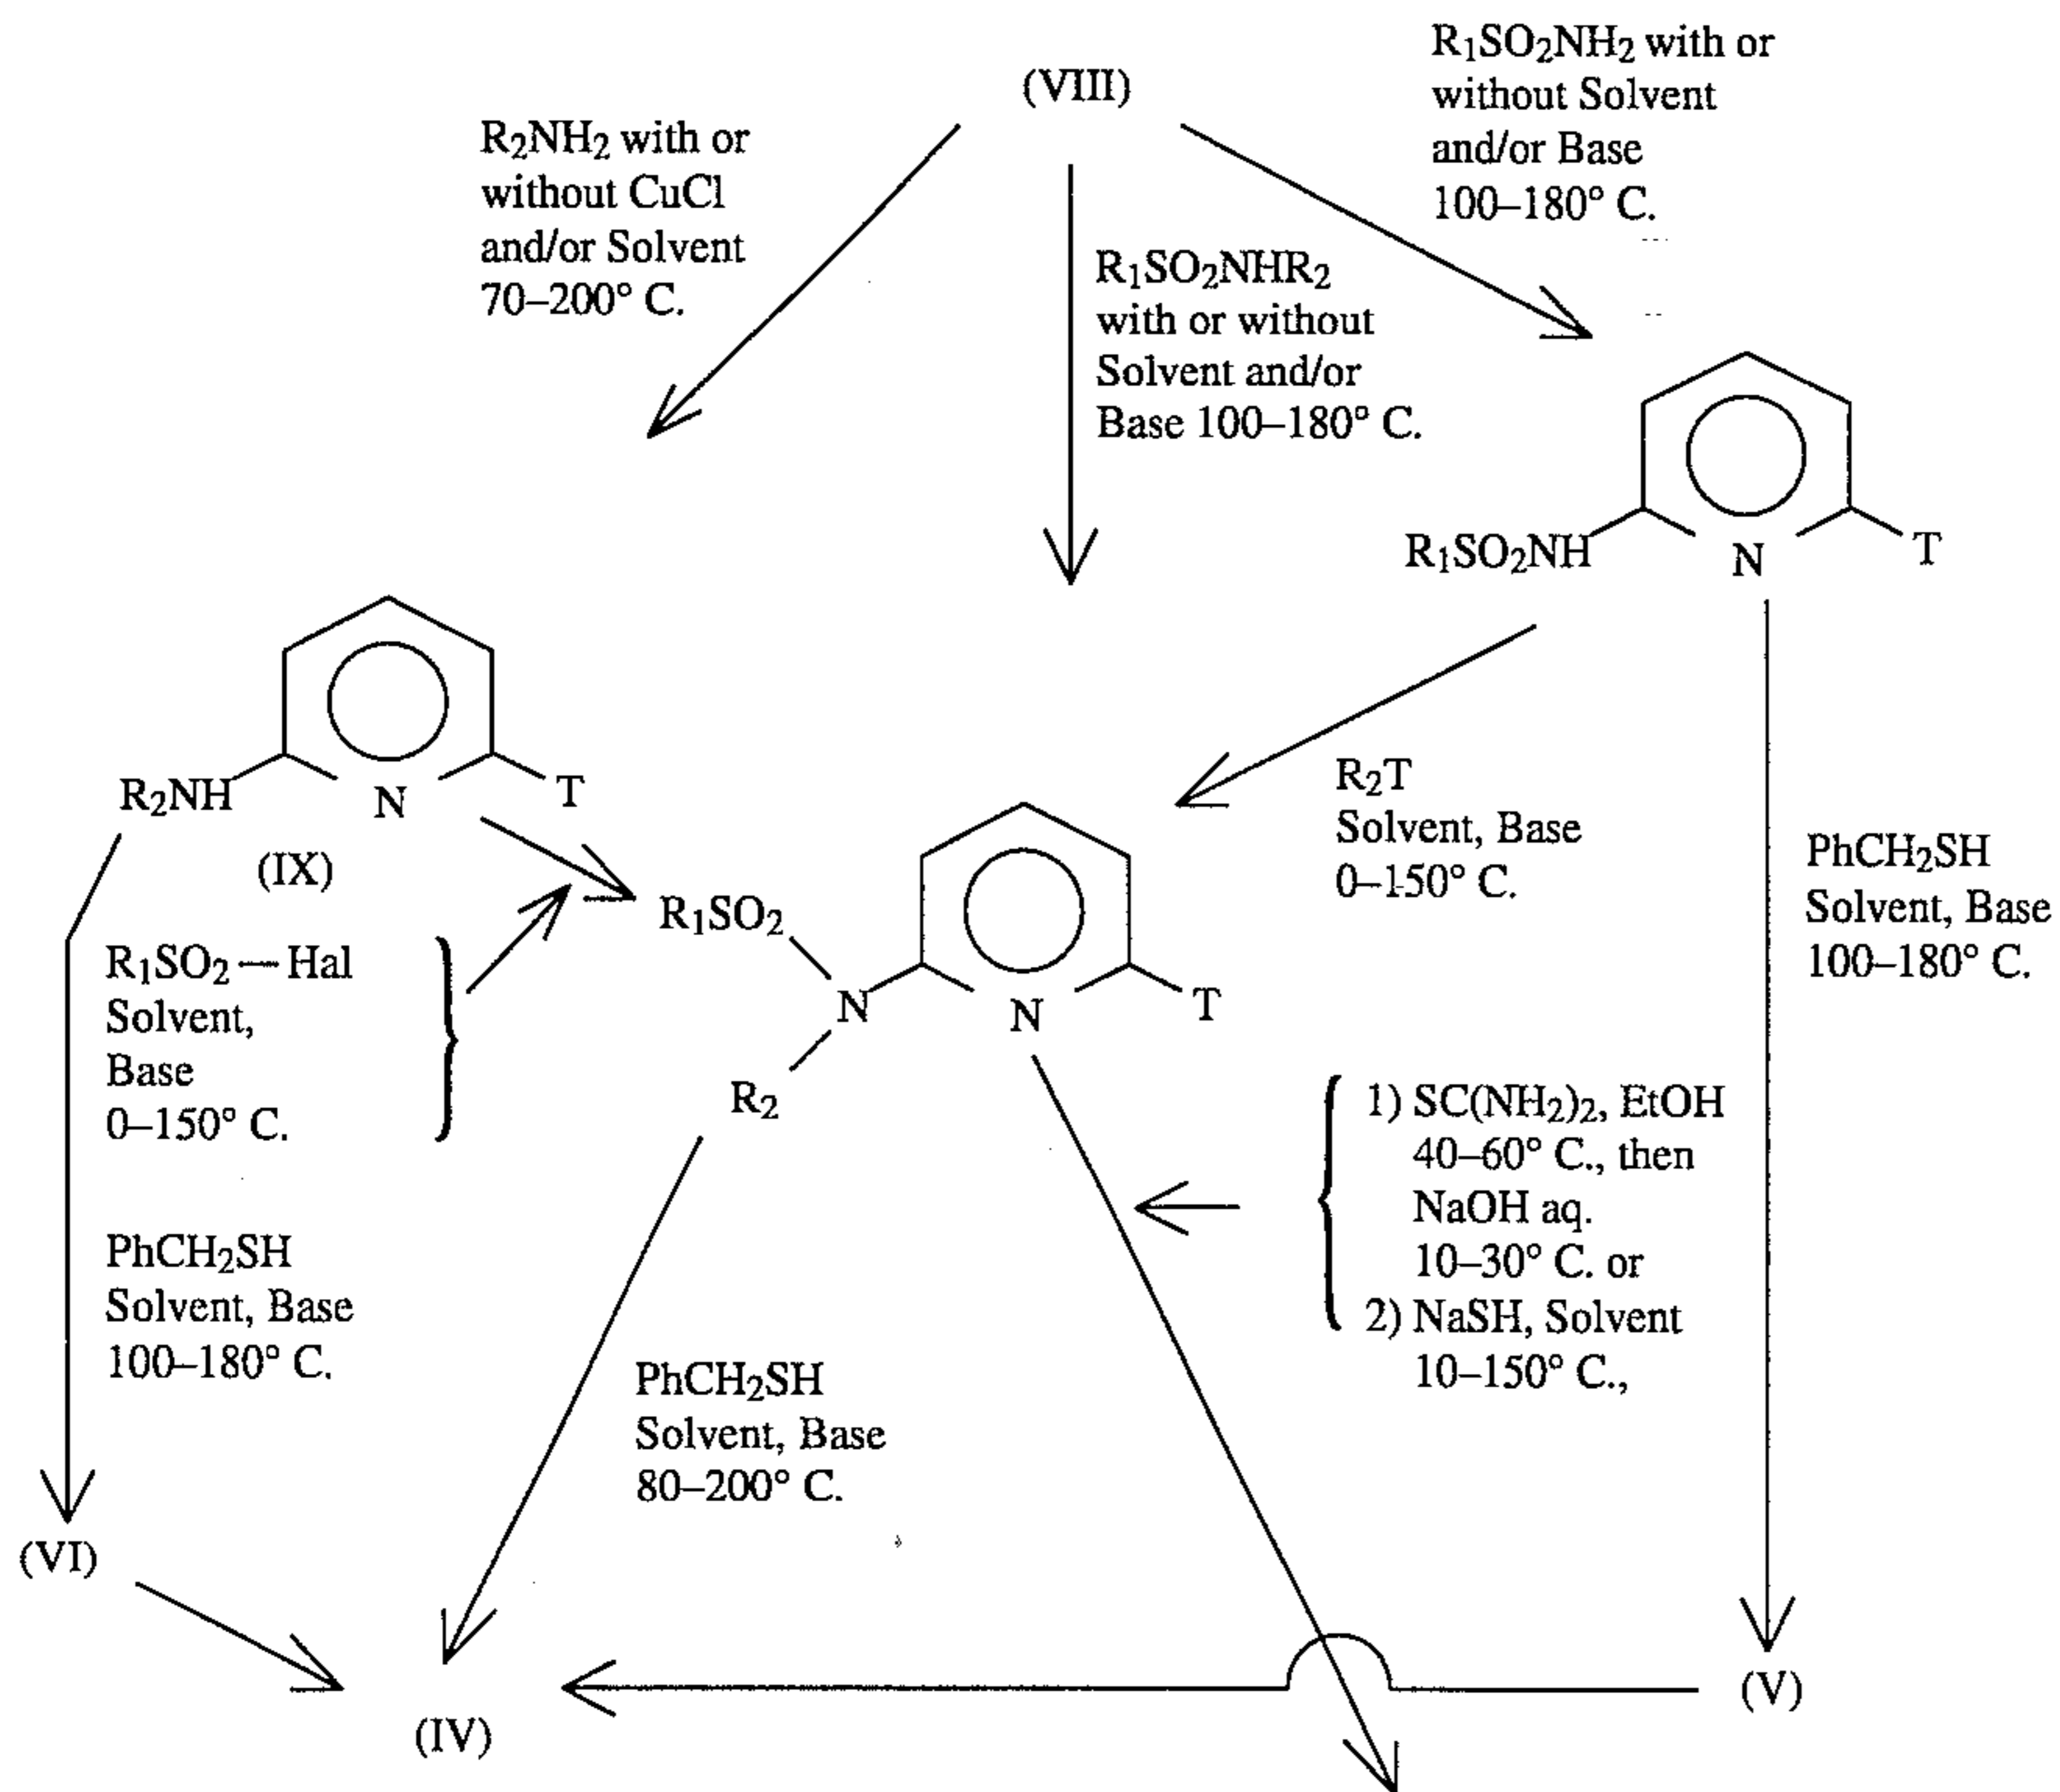 (VIII)
R₂NH₂ with or
without CuCl
and/or Solvent
70–200° C.
R₁SO₂NHR₂
with or without
Solvent and/or
Base 100–180° C.
R₁SO₂NH₂ with or
without Solvent
and/or Base
100–180° C.
R₁SO₂NH
N
T
R₂NH
N
T
(IX)
R₁SO₂—Hal
Solvent,
Base
0–150° C.
R₁SO₂
N
R₂
N
T
R₂T
Solvent, Base
0–150° C.
PhCH₂SH
Solvent, Base
100–180° C.
1) SC(NH₂)₂, EtOH
40–60° C., then
NaOH aq.
10–30° C. or
2) NaSH, Solvent
10–150° C.,
PhCH₂SH
Solvent, Base
100–180° C.
PhCH₂SH
Solvent, Base
80–200° C.
(VI)
(IV)
(V)